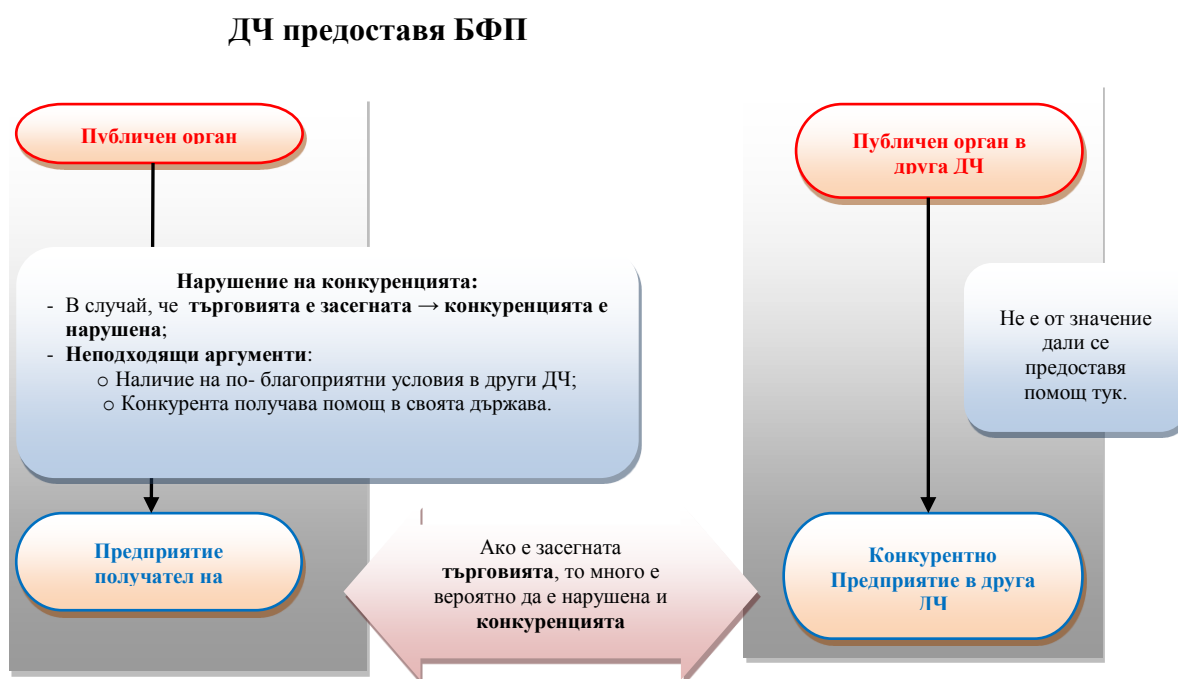 ДЧ предоставя БФП
Публичен орган
Публичен орган в
друга ДЧ
Нарушение на конкуренцията:
- В случай, че търговията е засегната → конкуренцията е
нарушена;
- Неподходящи аргументи:
o Наличие на по- благоприятни условия в други ДЧ;
o Конкурента получава помощ в своята държава.
Не е от значение
дали се
предоставя
помощ тук.
Предприятие
получател на
Ако е засегната
търговията, то много е
вероятно да е нарушена и
конкуренцията
Конкурентно
Предприятие в друга
ДЧ